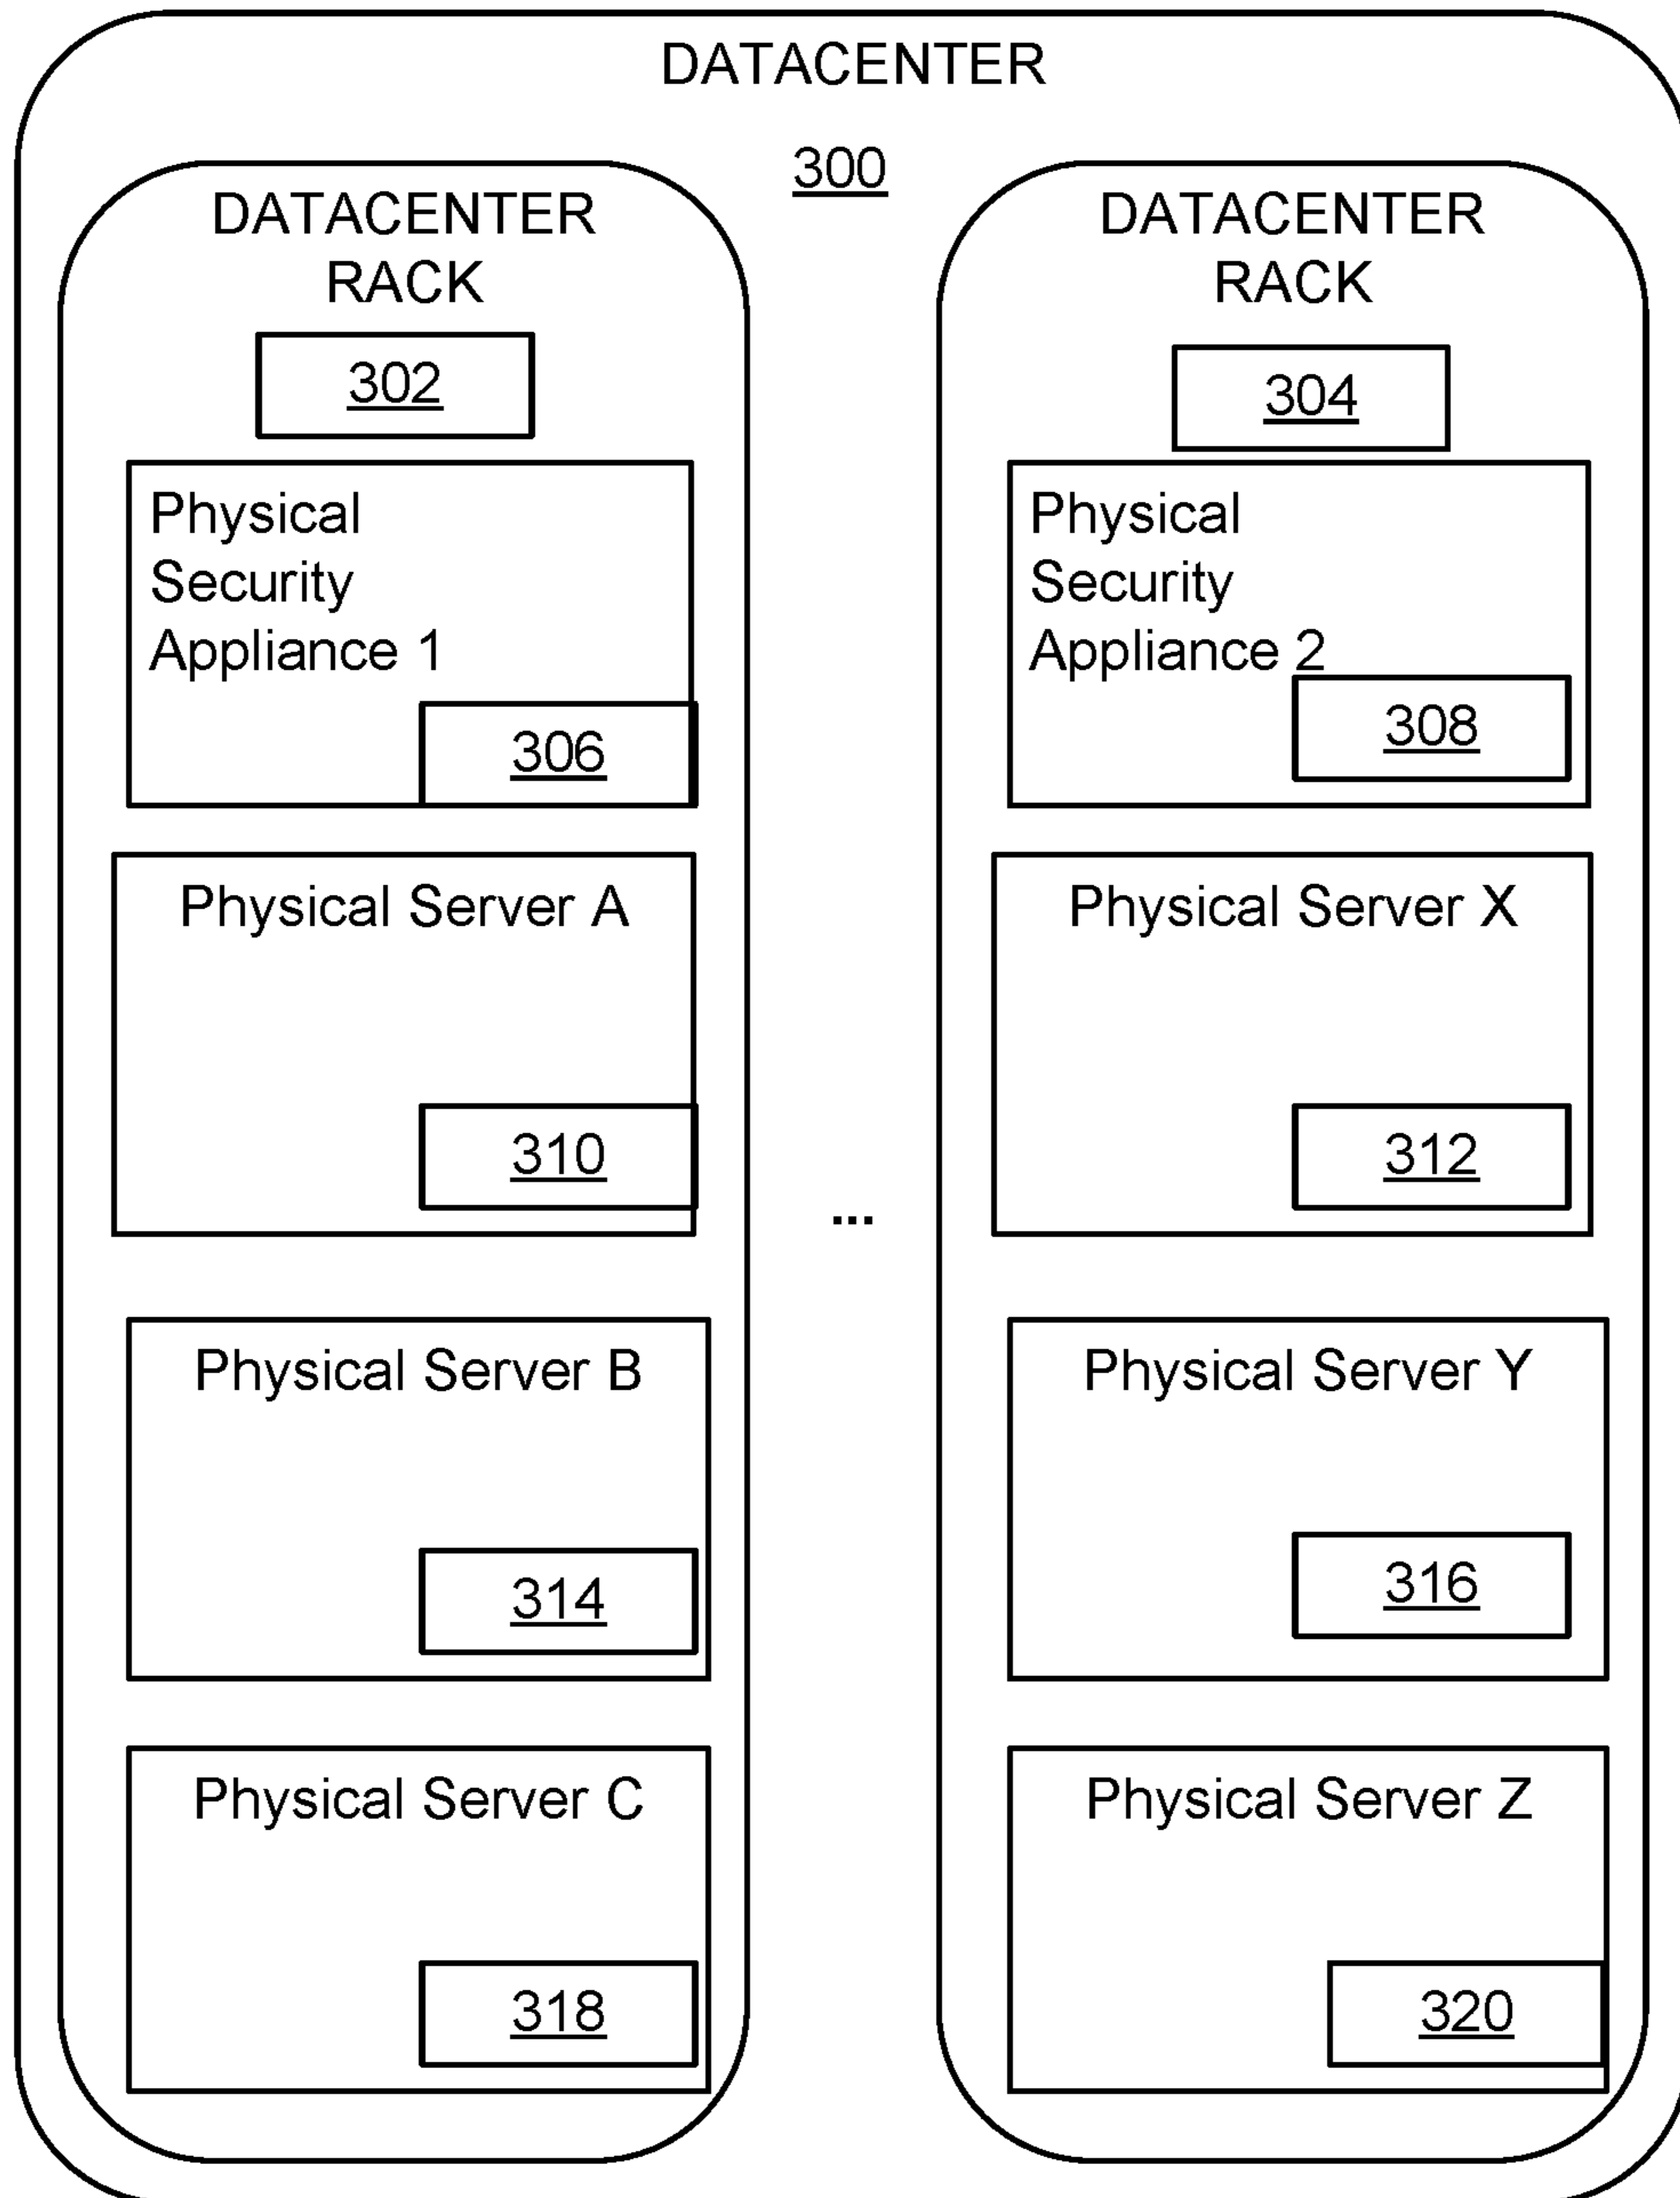 DATACENTER
300
DATACENTER
RACK
302
Physical
Security
Appliance 1
306
Physical Server A
310
Physical Server B
314
Physical Server C
318
...
DATACENTER
RACK
304
Physical
Security
Appliance 2
308
Physical Server X
312
Physical Server Y
316
Physical Server Z
320